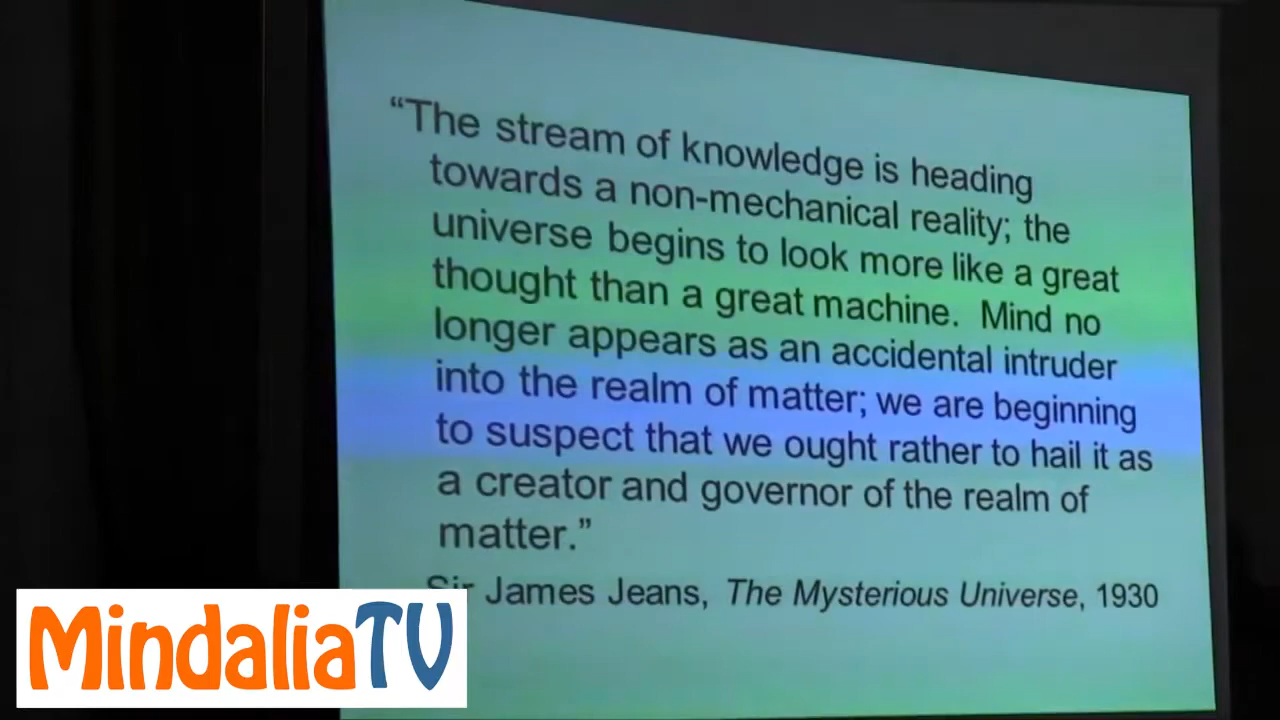 “The stream of knowledge is heading
towards a non-mechanical reality; the
universe begins to look more like a great
thought than a great machine.  Mind no
longer appears as an accidental intruder
into the realm of matter; we are beginning
to suspect that we ought rather to hail it as
a creator and governor of the realm of
matter.”
Sir James Jeans, The Mysterious Universe, 1930
MindaliaTV